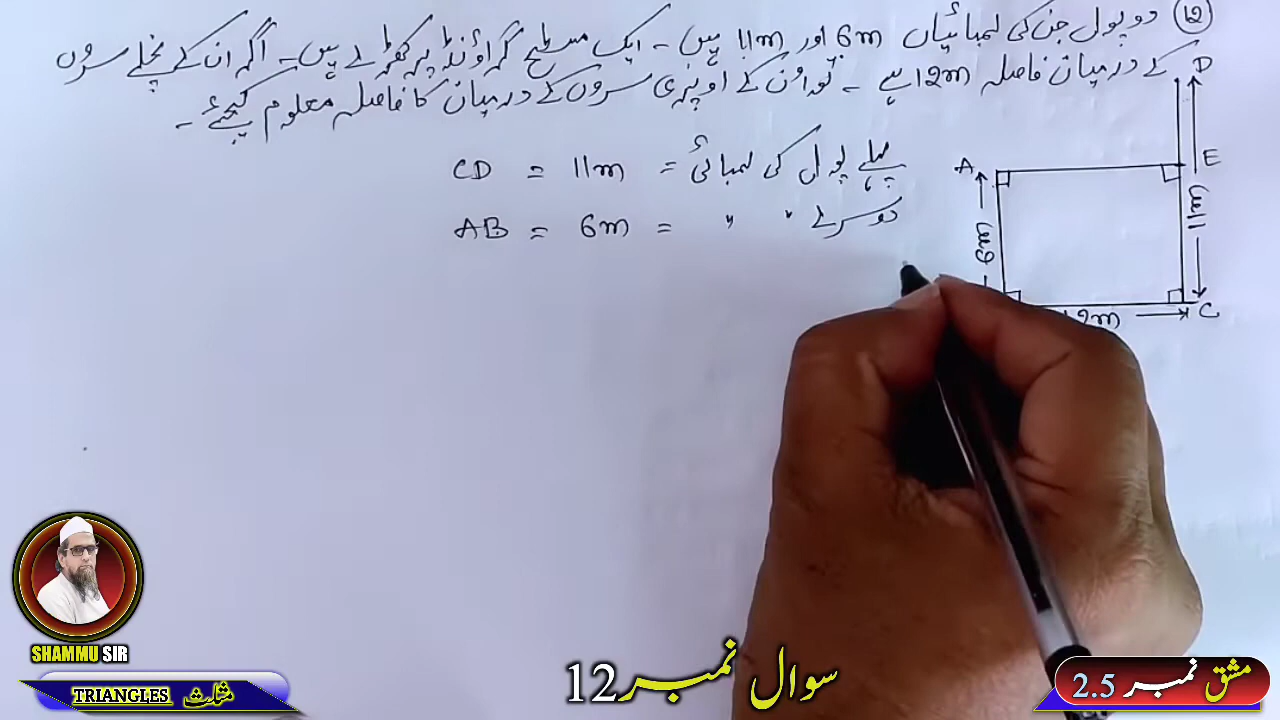 ⑫ دو پول جن کی لمبائیاں 6m اور 11m ہیں ۔ ایک مسطح گراؤنڈ پر کھڑے ہیں ۔ اگر ان کے نچلے سروں
کے درمیان فاصلہ 12m ہے ۔ تو اُن کے اوپری سروں کے درمیان کا فاصلہ معلوم کیجئے ۔
پہلے پول کی لمبائی = 11m = CD
دوسرے " " = 6m = AB
D
A
E
6m
11m
C
12m
SHAMMU SIR
TRIANGLES مثلث
سوال نمبر 12
مشق نمبر 2.5